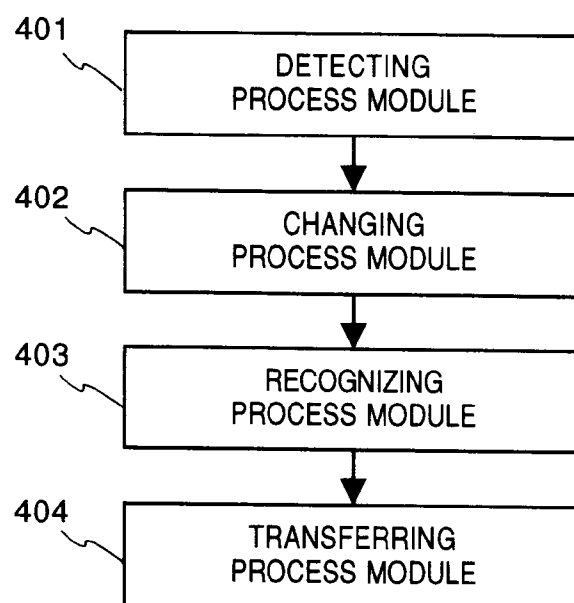 401
DETECTING
PROCESS MODULE
402
CHANGING
PROCESS MODULE
403
RECOGNIZING
PROCESS MODULE
404
TRANSFERRING
PROCESS MODULE